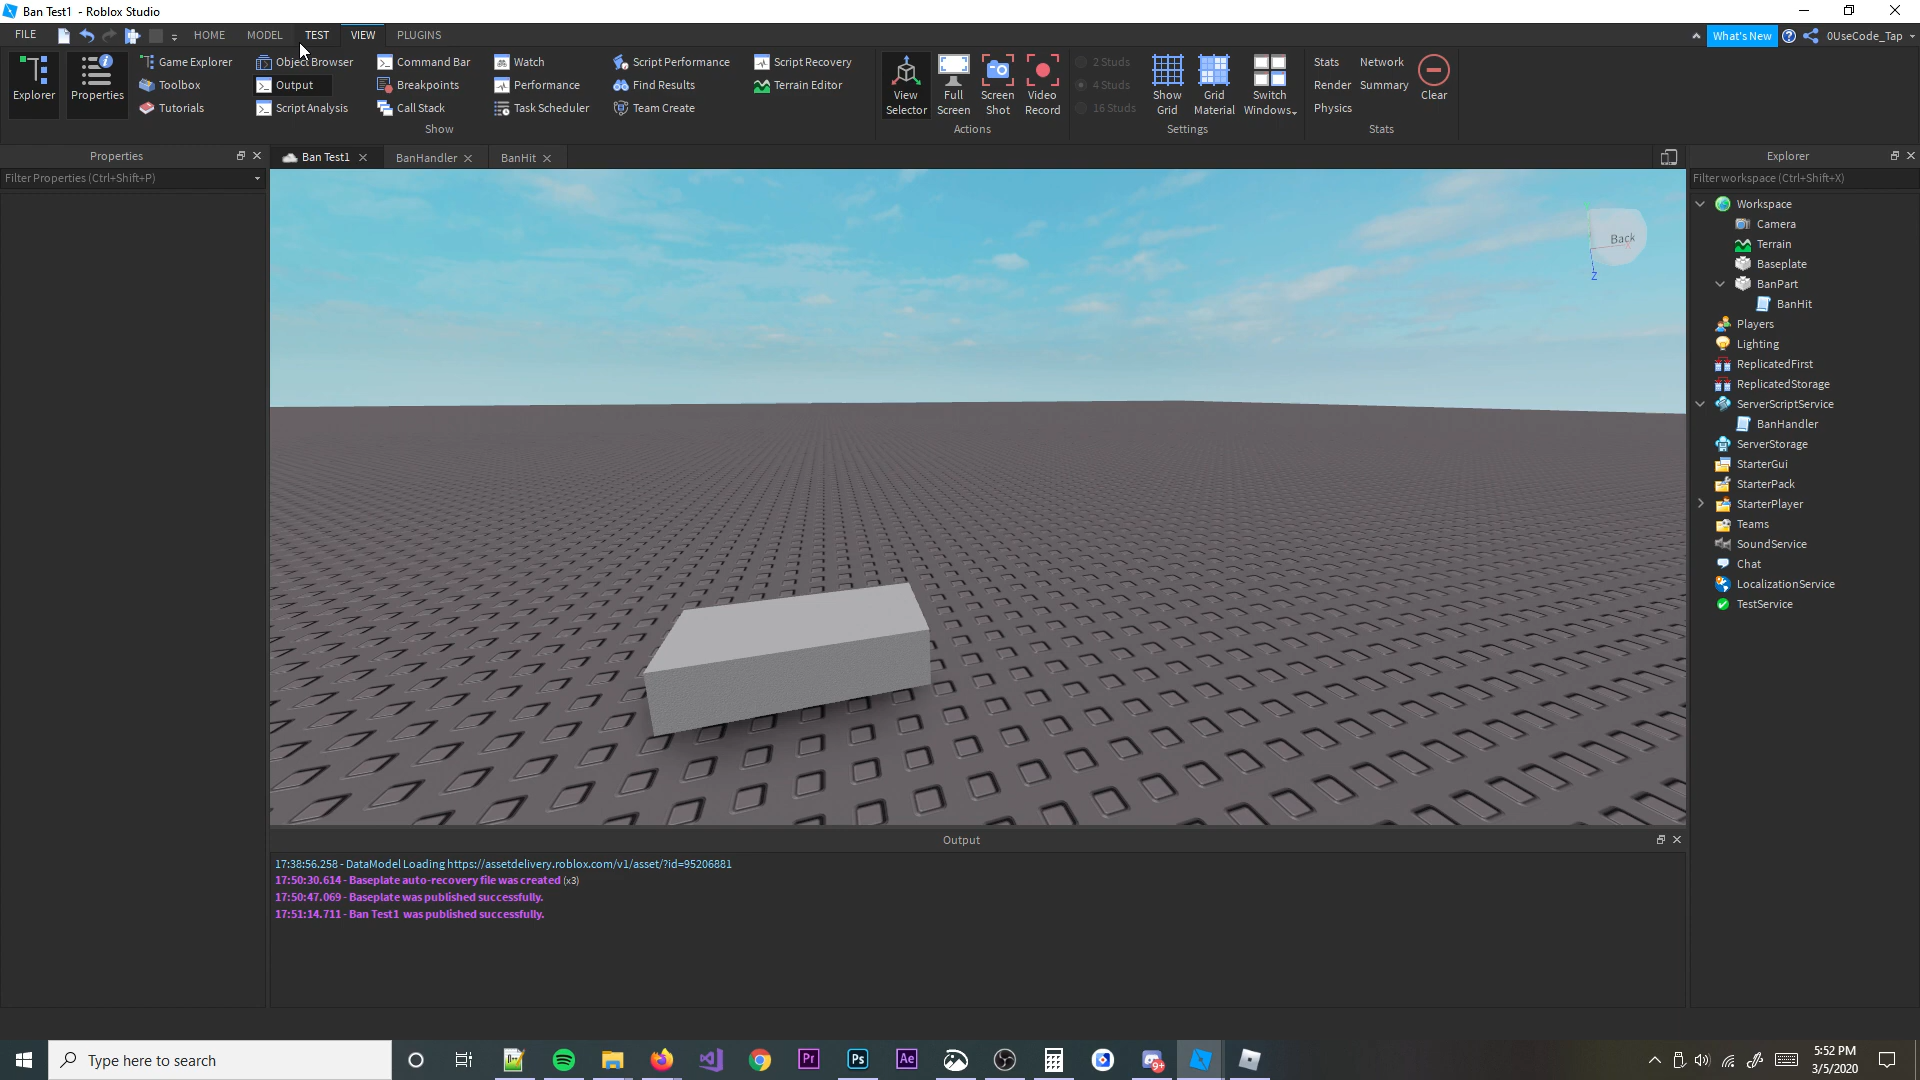 Ban Test1 - Roblox Studio
FILE HOME MODEL TEST VIEW PLUGINS What's New 0UseCode_Tap
Game Explorer Object Browser Command Bar Watch Script Performance Script Recovery 2 Studs Stats Network
Toolbox Output Breakpoints Performance Find Results Terrain Editor 4 Studs Render Summary
Tutorials Script Analysis Call Stack Task Scheduler Team Create 16 Studs Physics
Explorer Properties View Selector Full Screen Screen Shot Video Record Show Grid Grid Material Switch Windows Clear
Show Actions Settings Stats
Properties
Filter Properties (Ctrl+Shift+P)
Ban Test1 BanHandler BanHit
Back
Z
Output
17:38:56.258 - DataModel Loading https://assetdelivery.roblox.com/v1/asset/?id=95206881
17:50:30.614 - Baseplate auto-recovery file was created (x3)
17:50:47.069 - Baseplate was published successfully.
17:51:14.711 - Ban Test1 was published successfully.
Explorer
Filter workspace (Ctrl+Shift+X)
Workspace
Camera
Terrain
Baseplate
BanPart
BanHit
Players
Lighting
ReplicatedFirst
ReplicatedStorage
ServerScriptService
BanHandler
ServerStorage
StarterGui
StarterPack
StarterPlayer
Teams
SoundService
Chat
LocalizationService
TestService
Type here to search
Pr Ps Ae
9+
5:52 PM
3/5/2020